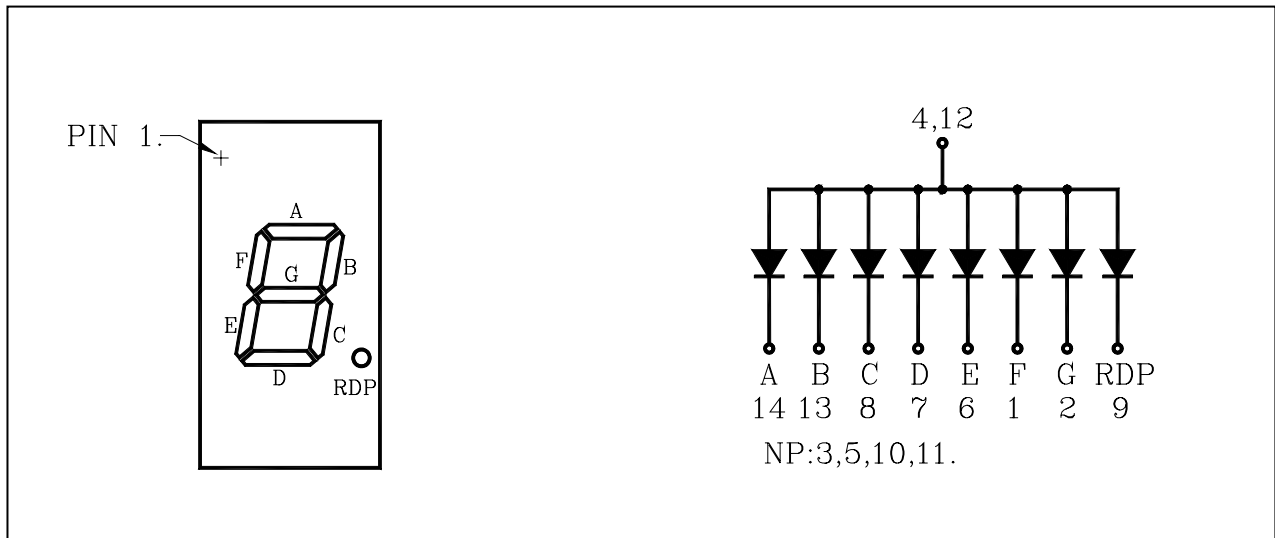 PIN 1.
A
F
B
G
E
C
D
RDP
4,12
A B C D E F G RDP
14 13 8 7 6 1 2 9
NP:3,5,10,11.